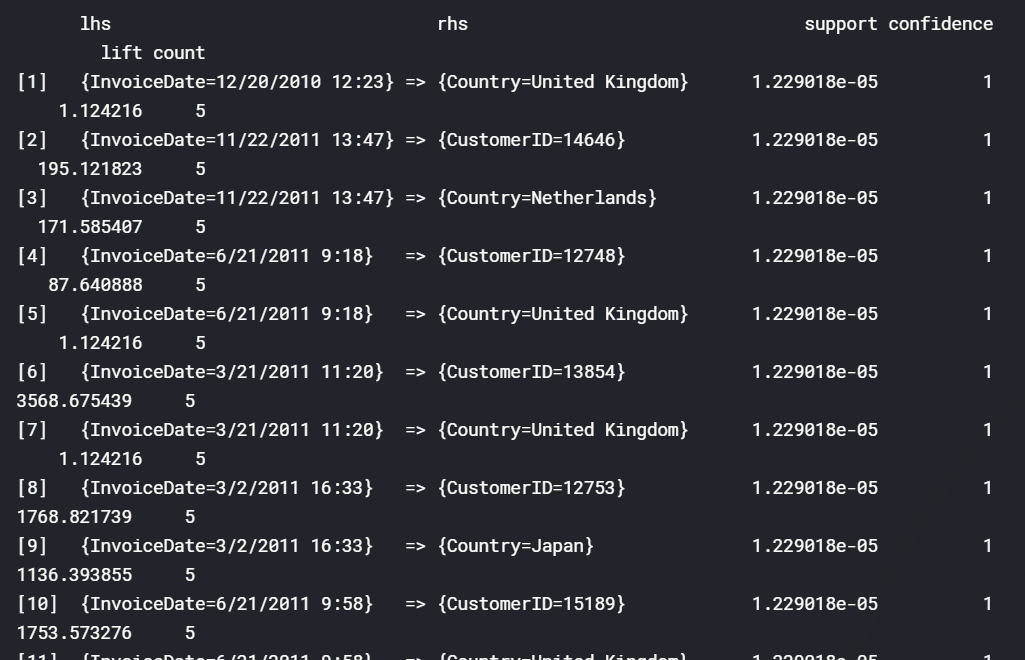 lhs rhs support confidence
lift count
[1] {InvoiceDate=12/20/2010 12:23} => {Country=United Kingdom} 1.229018e-05 1
1.124216 5
[2] {InvoiceDate=11/22/2011 13:47} => {CustomerID=14646} 1.229018e-05 1
195.121823 5
[3] {InvoiceDate=11/22/2011 13:47} => {Country=Netherlands} 1.229018e-05 1
171.585407 5
[4] {InvoiceDate=6/21/2011 9:18} => {CustomerID=12748} 1.229018e-05 1
87.640888 5
[5] {InvoiceDate=6/21/2011 9:18} => {Country=United Kingdom} 1.229018e-05 1
1.124216 5
[6] {InvoiceDate=3/21/2011 11:20} => {CustomerID=13854} 1.229018e-05 1
3568.675439 5
[7] {InvoiceDate=3/21/2011 11:20} => {Country=United Kingdom} 1.229018e-05 1
1.124216 5
[8] {InvoiceDate=3/2/2011 16:33} => {CustomerID=12753} 1.229018e-05 1
1768.821739 5
[9] {InvoiceDate=3/2/2011 16:33} => {Country=Japan} 1.229018e-05 1
1136.393855 5
[10] {InvoiceDate=6/21/2011 9:58} => {CustomerID=15189} 1.229018e-05 1
1753.573276 5
[11] {InvoiceDate=6/21/2011 9:58} => {Country=United Kingdom} 1.229018e-05 1